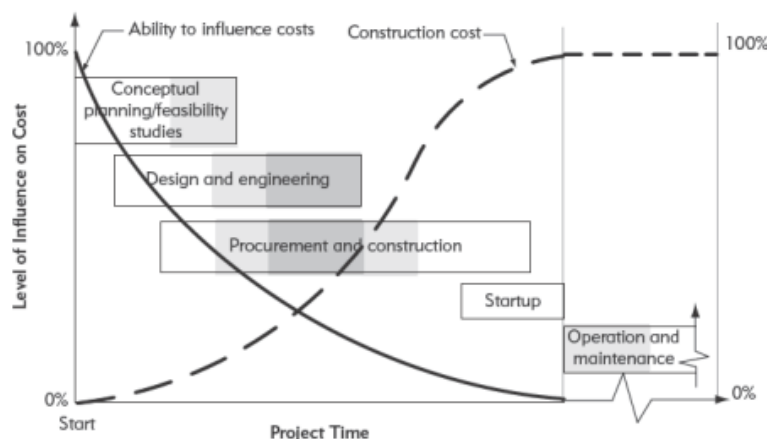 100%
Ability to influence costs
Construction cost
100%
Conceptual
planning/feasibility
studies
Design and engineering
Procurement and construction
Startup
Operation and
maintenance
Level of Influence on Cost
0%
0%
Start
Project Time